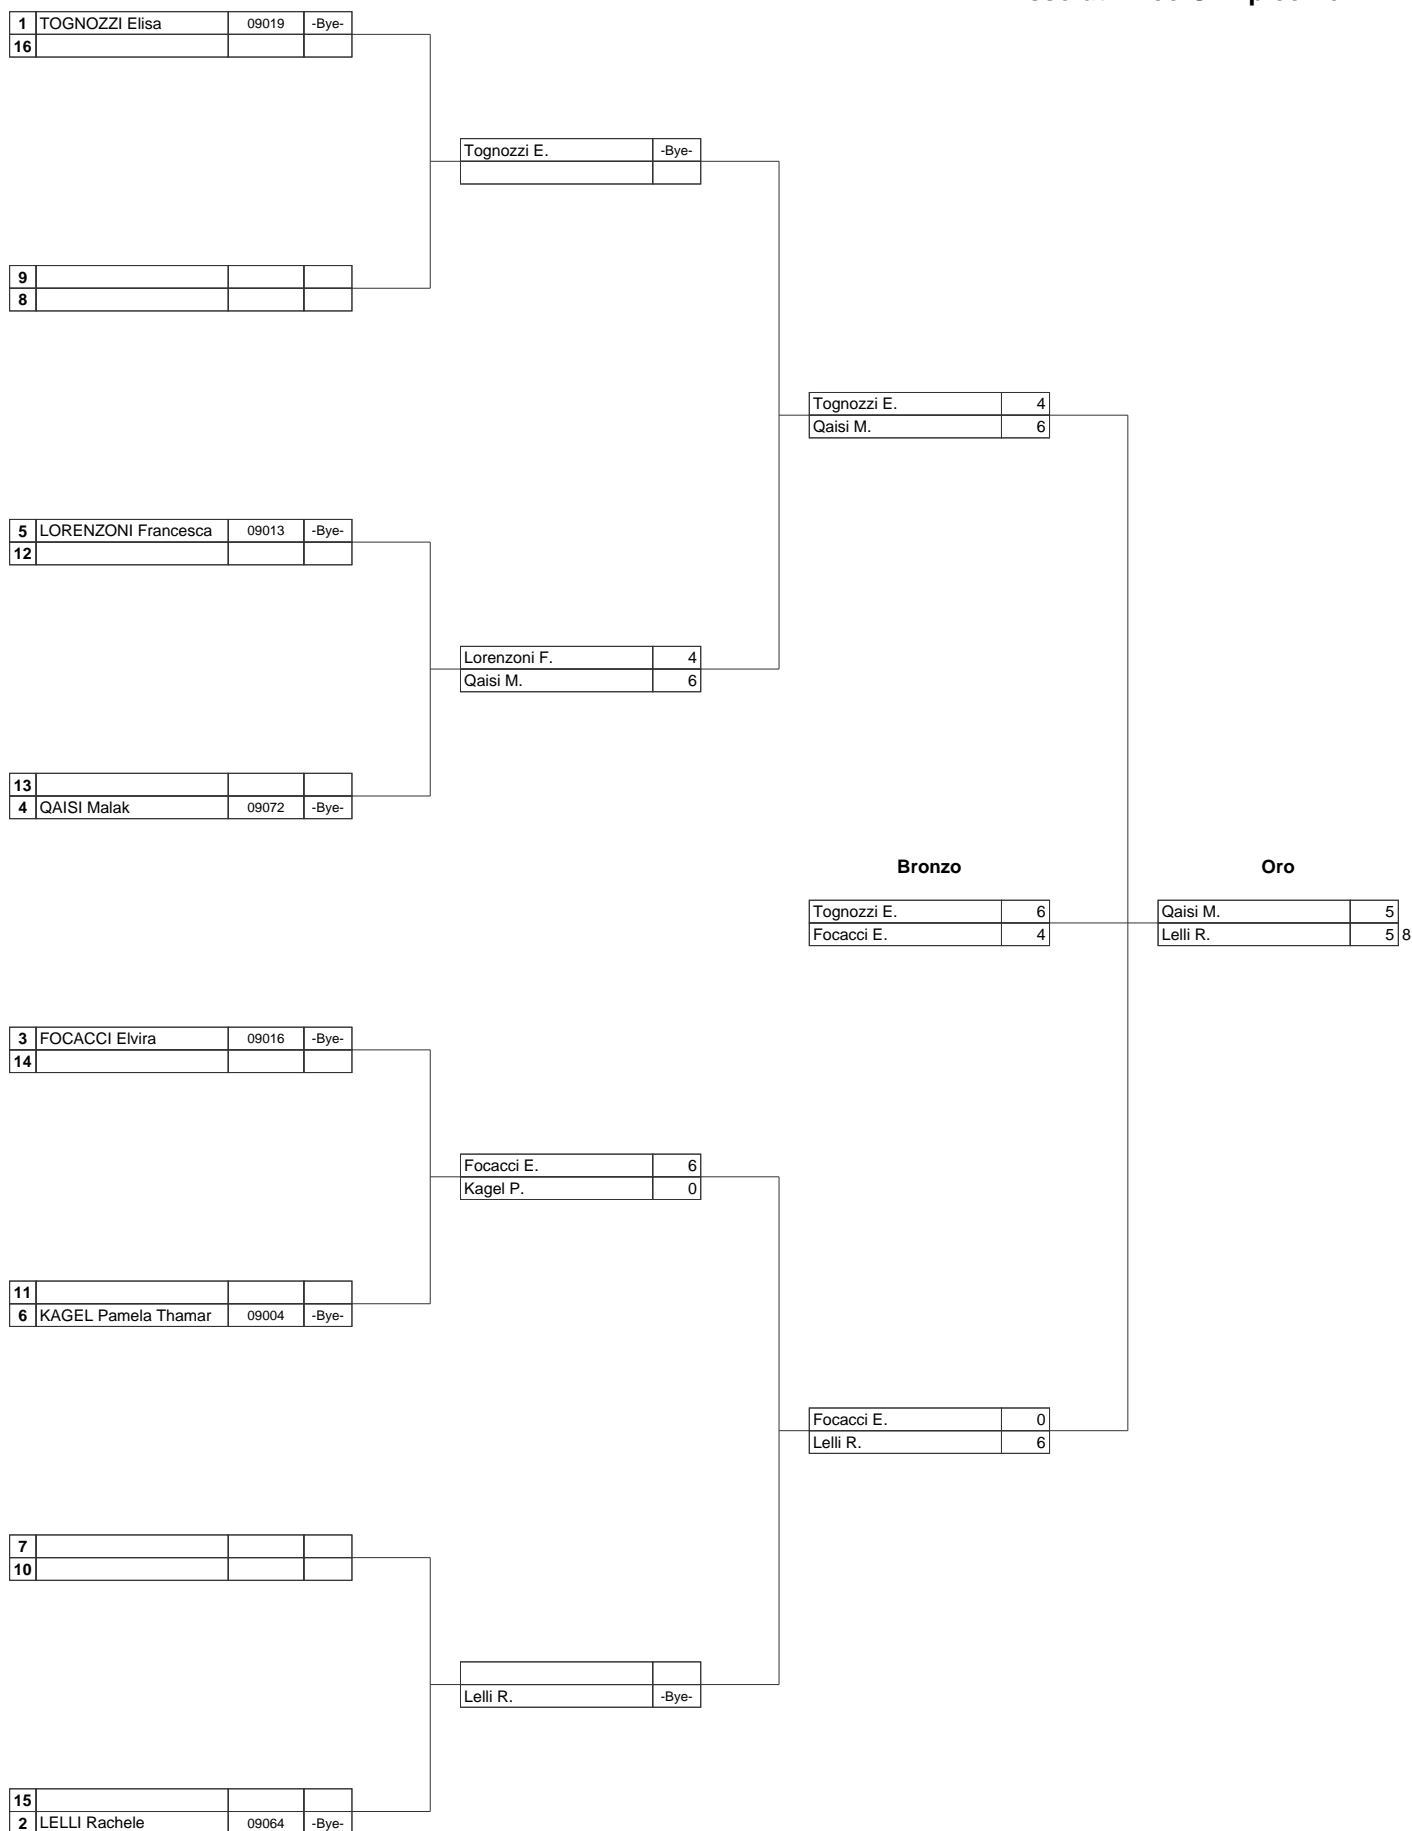 1 TOGNOZZI Elisa 09019 -Bye-
16
Tognozzi E. -Bye-
9
8
Tognozzi E. 4
Qaisi M. 6
5 LORENZONI Francesca 09013 -Bye-
12
Lorenzoni F. 4
Qaisi M. 6
13
4 QAISI Malak 09072 -Bye-
Bronzo Oro
Tognozzi E. 6 Qaisi M. 5
Focacci E. 4 Lelli R. 5 8
3 FOCACCI Elvira 09016 -Bye-
14
Focacci E. 6
Kagel P. 0
11
6 KAGEL Pamela Thamar 09004 -Bye-
Focacci E. 0
Lelli R. 6
7
10
Lelli R. -Bye-
15
2 LELLI Rachele 09064 -Bye-